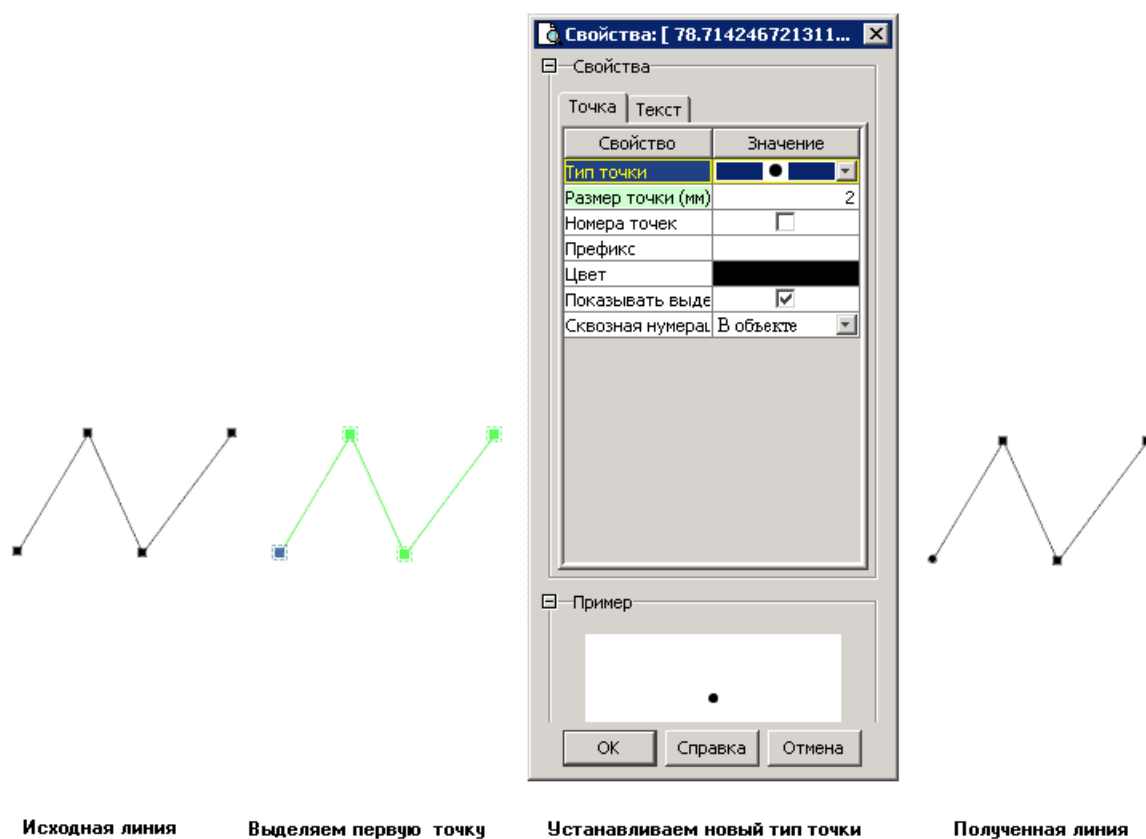 Свойства: [ 78.714246721311...
Свойства
Точка Текст
Свойство Значение
Тип точки
Размер точки (мм) 2
Номера точек
Префикс
Цвет
Показывать выде
Сквозная нумерац В объекте
Пример
OK Справка Отмена
Исходная линия Выделяем первую точку Устанавливаем новый тип точки Полученная линия